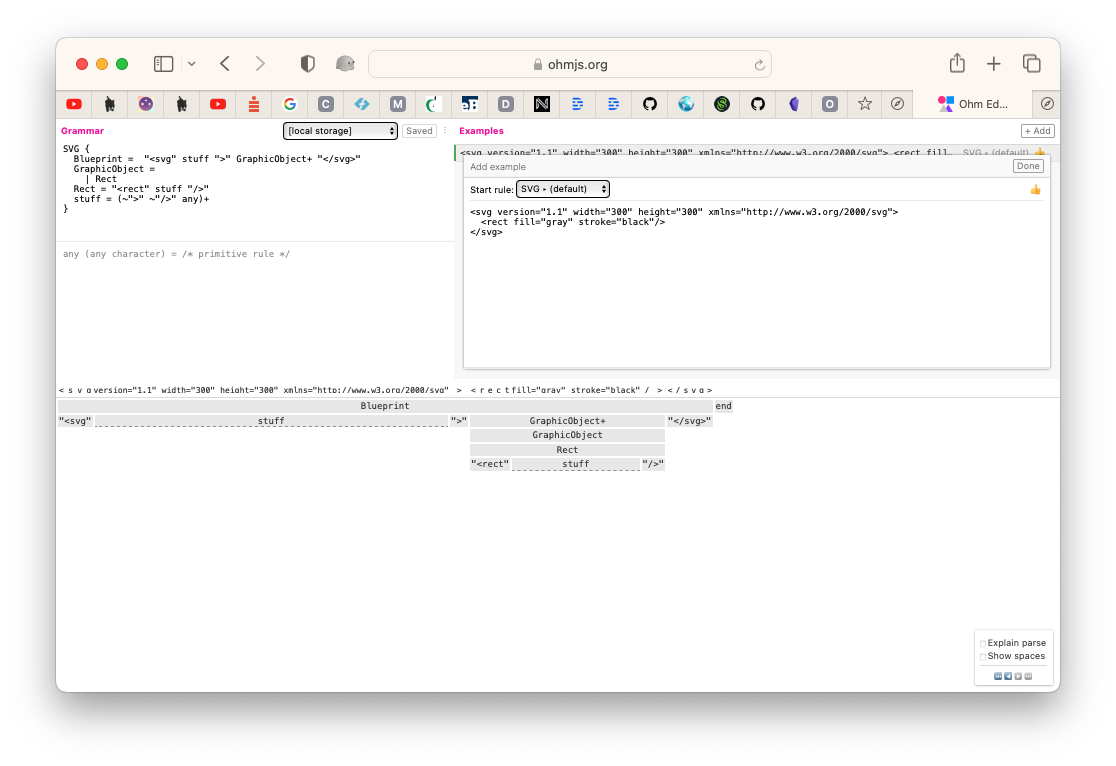 ohmjs.org
G C M D N S O Ohm Ed...
Grammar [local storage] Saved
SVG {
  Blueprint =  "<svg" stuff ">" GraphicObject+ "</svg>"
  GraphicObject =
    | Rect
  Rect = "<rect" stuff "/>"
  stuff = (~">" ~"/>" any)+
}
any (any character) = /* primitive rule */
Examples + Add
<svg version="1.1" width="300" height="300" xmlns="http://www.w3.org/2000/svg"> <rect fill… SVG ▸ (default) 👍
Add example Done
Start rule: SVG ▸ (default) 👍
<svg version="1.1" width="300" height="300" xmlns="http://www.w3.org/2000/svg">
  <rect fill="gray" stroke="black"/>
</svg>
< s v g version="1.1" width="300" height="300" xmlns="http://www.w3.org/2000/svg" > < r e c t fill="gray" stroke="black" / > < / s v g >
Blueprint end
"<svg" stuff ">" GraphicObject+ "</svg>"
GraphicObject
Rect
"<rect" stuff "/>"
Explain parse
Show spaces